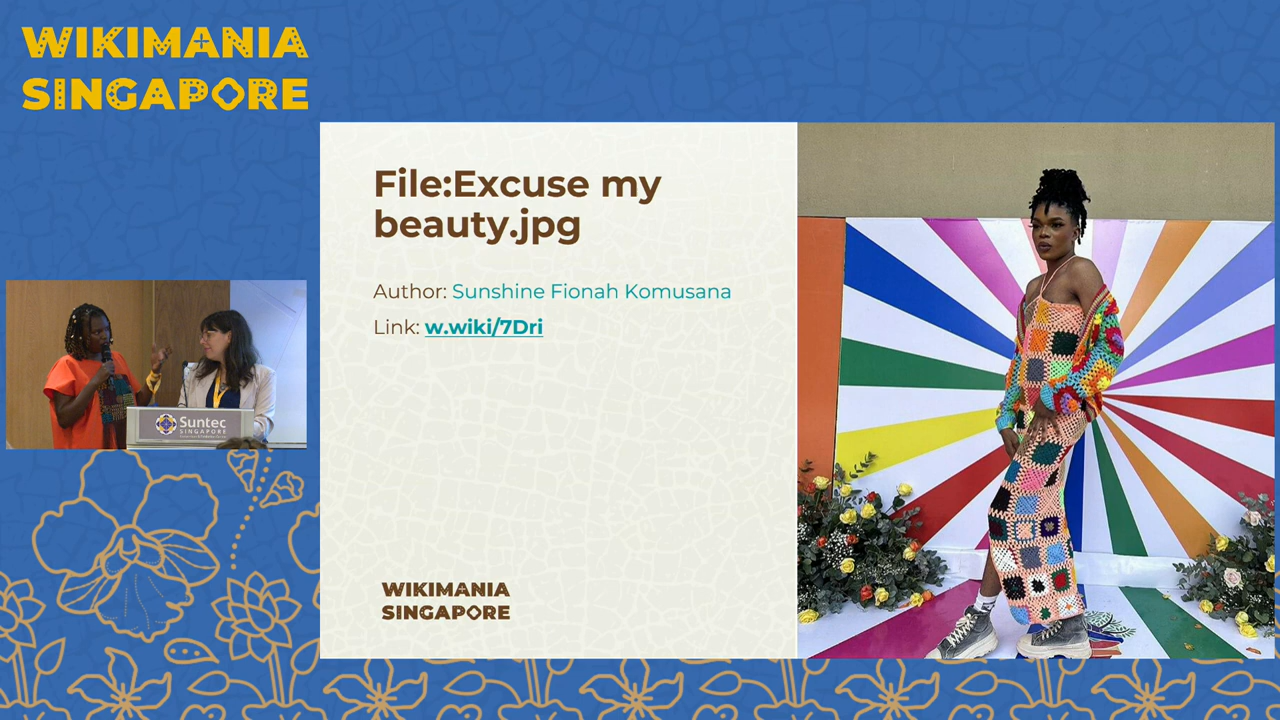 WIKIMANIA
SINGAPORE
File:Excuse my
beauty.jpg
Author: Sunshine Fionah Komusana
Link: w.wiki/7Dri
Suntec
SINGAPORE
WIKIMANIA
SINGAPORE